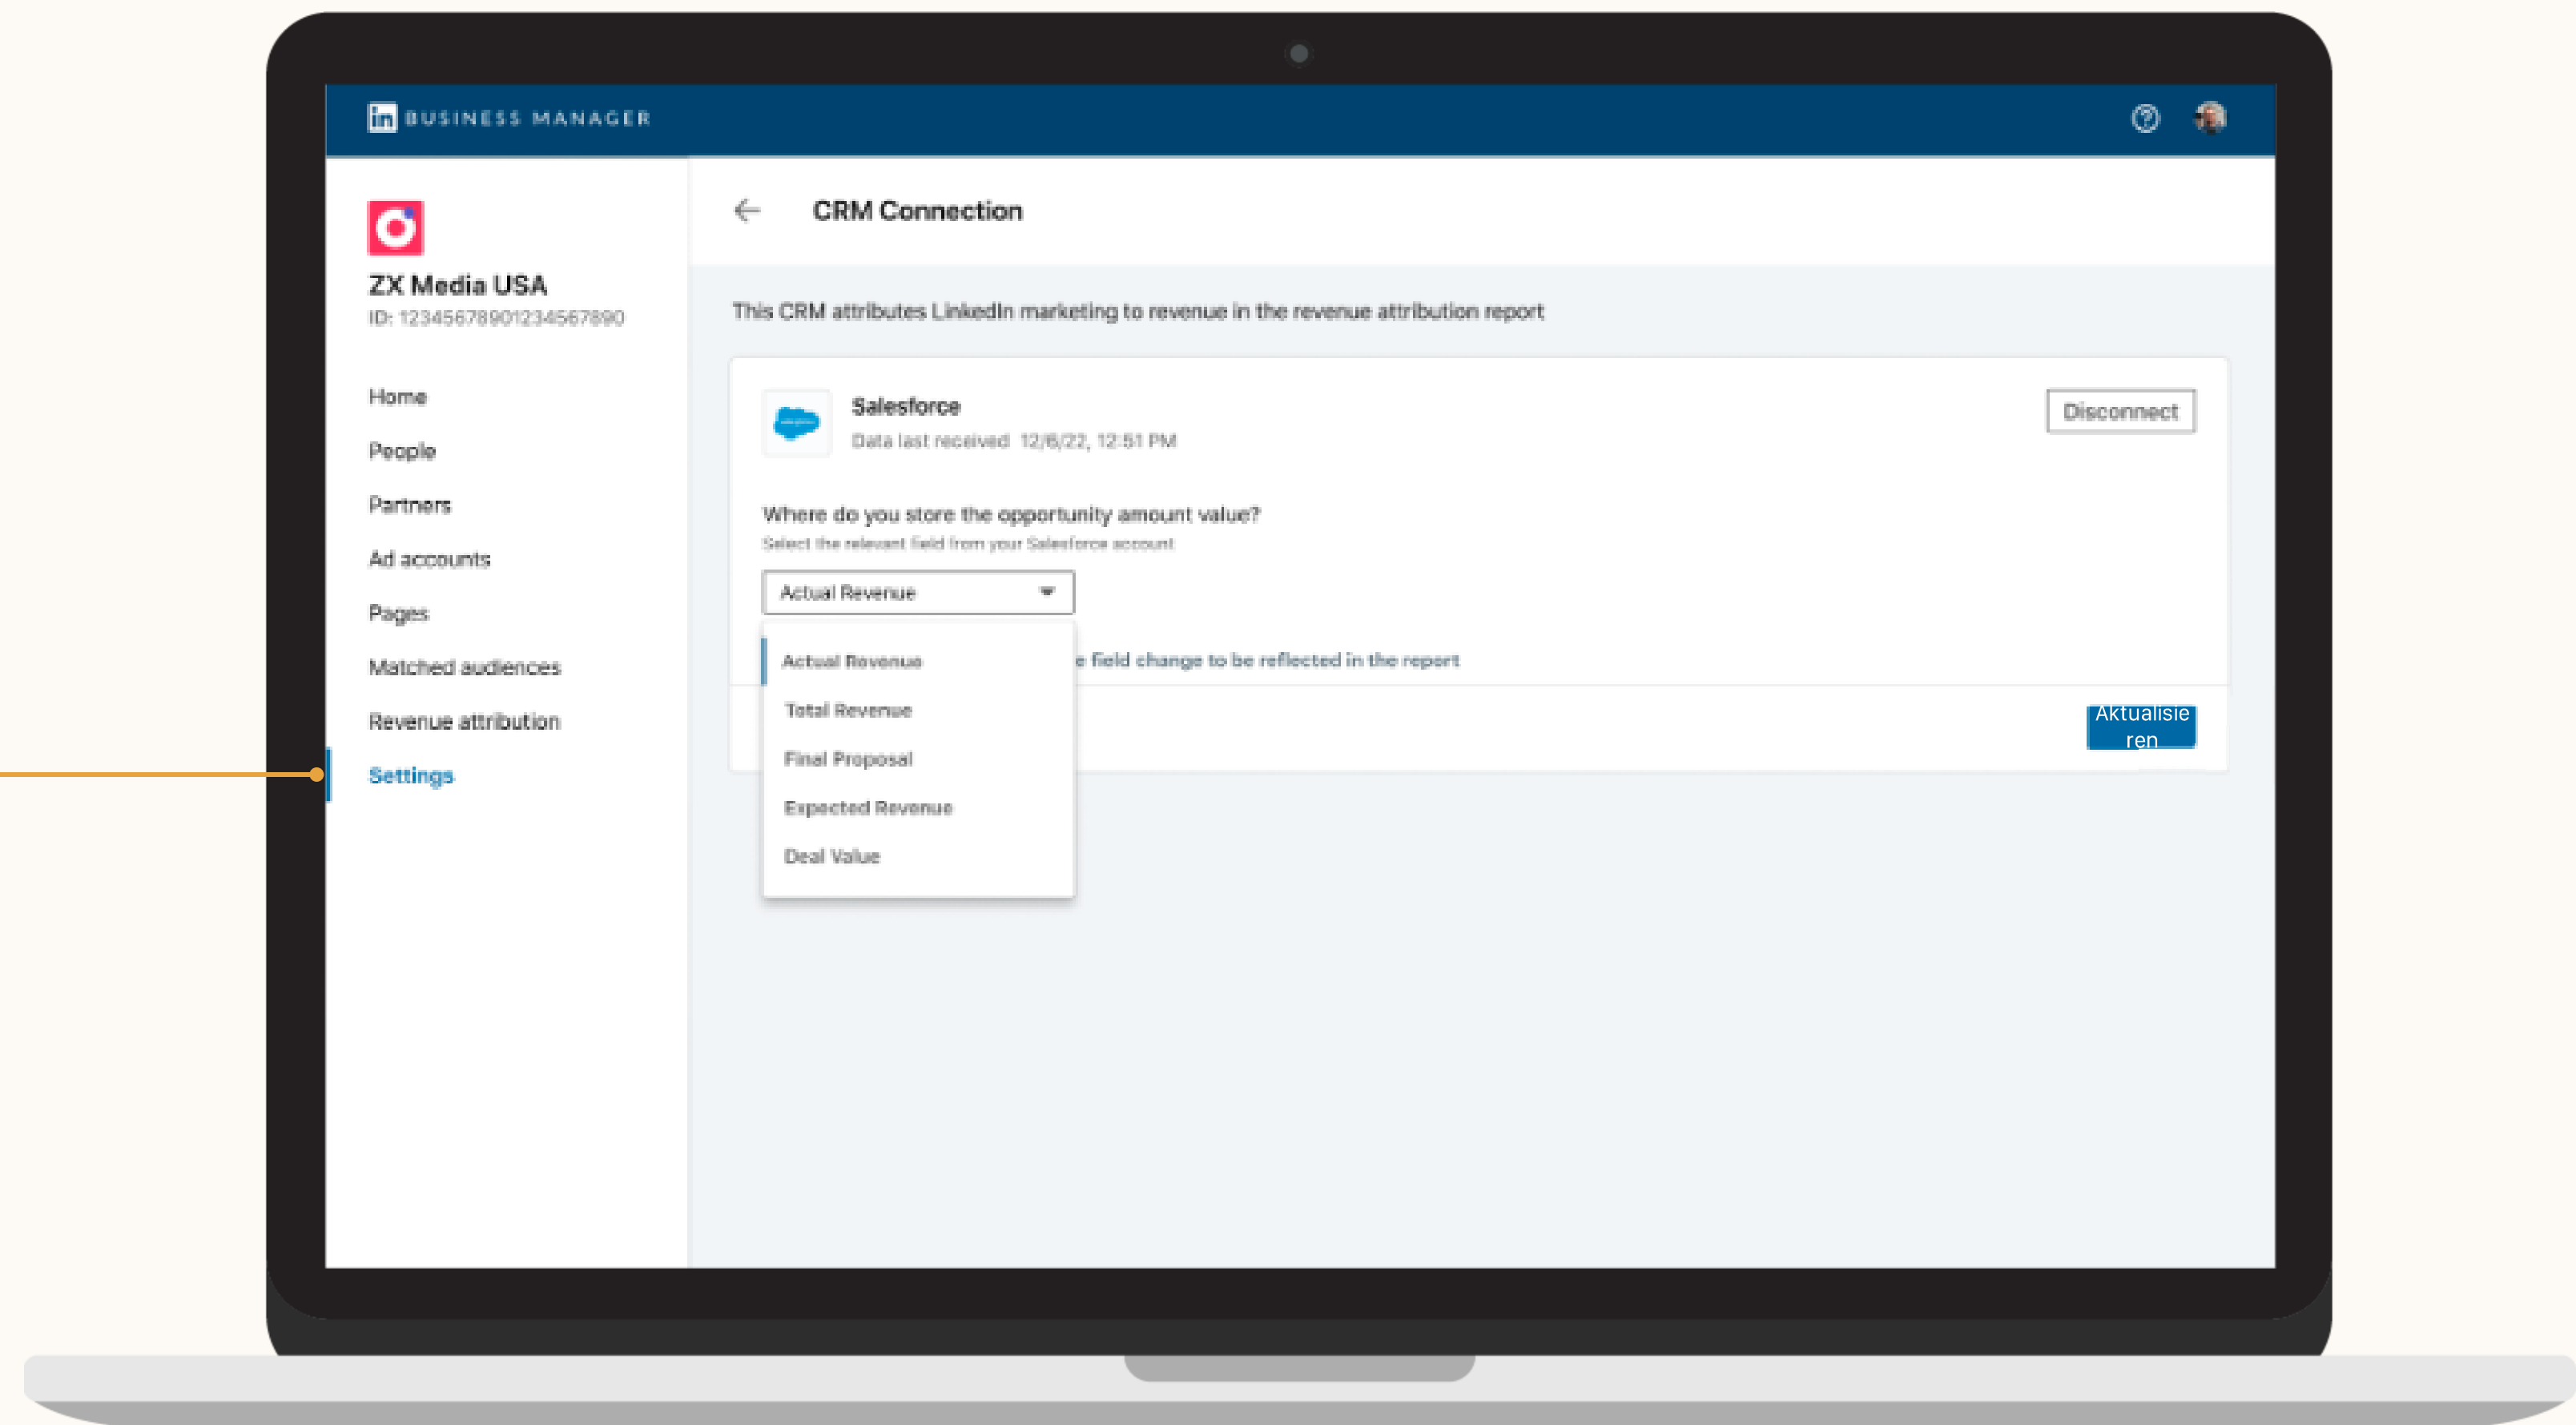 in BUSINESS MANAGER
ZX Media USA
ID: 12345678901234567890
Home
People
Partners
Ad accounts
Pages
Matched audiences
Revenue attribution
Settings
CRM Connection
This CRM attributes LinkedIn marketing to revenue in the revenue attribution report
Salesforce
Data last received 12/6/22, 12:51 PM
Disconnect
Where do you store the opportunity amount value?
Select the relevant field from your Salesforce account
Actual Revenue
Actual Revenue
e field change to be reflected in the report
Total Revenue
Final Proposal
Expected Revenue
Deal Value
Aktualisie
ren